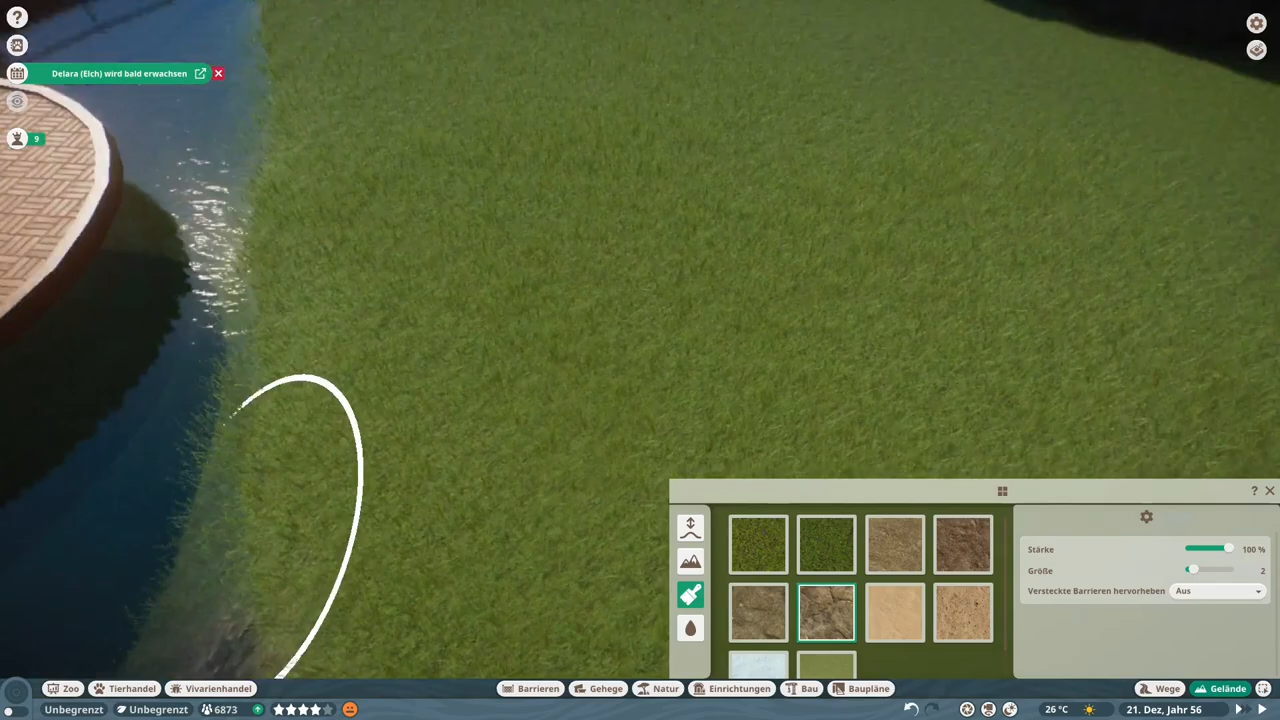 ?
Delara (Elch) wird bald erwachsen
9
?
Stärke 100 %
Größe 2
Versteckte Barrieren hervorheben Aus
Zoo Tierhandel Vivarienhandel Barrieren Gehege Natur Einrichtungen Bau Baupläne Wege Gelände
Unbegrenzt Unbegrenzt 6873 26 °C 21. Dez, Jahr 56